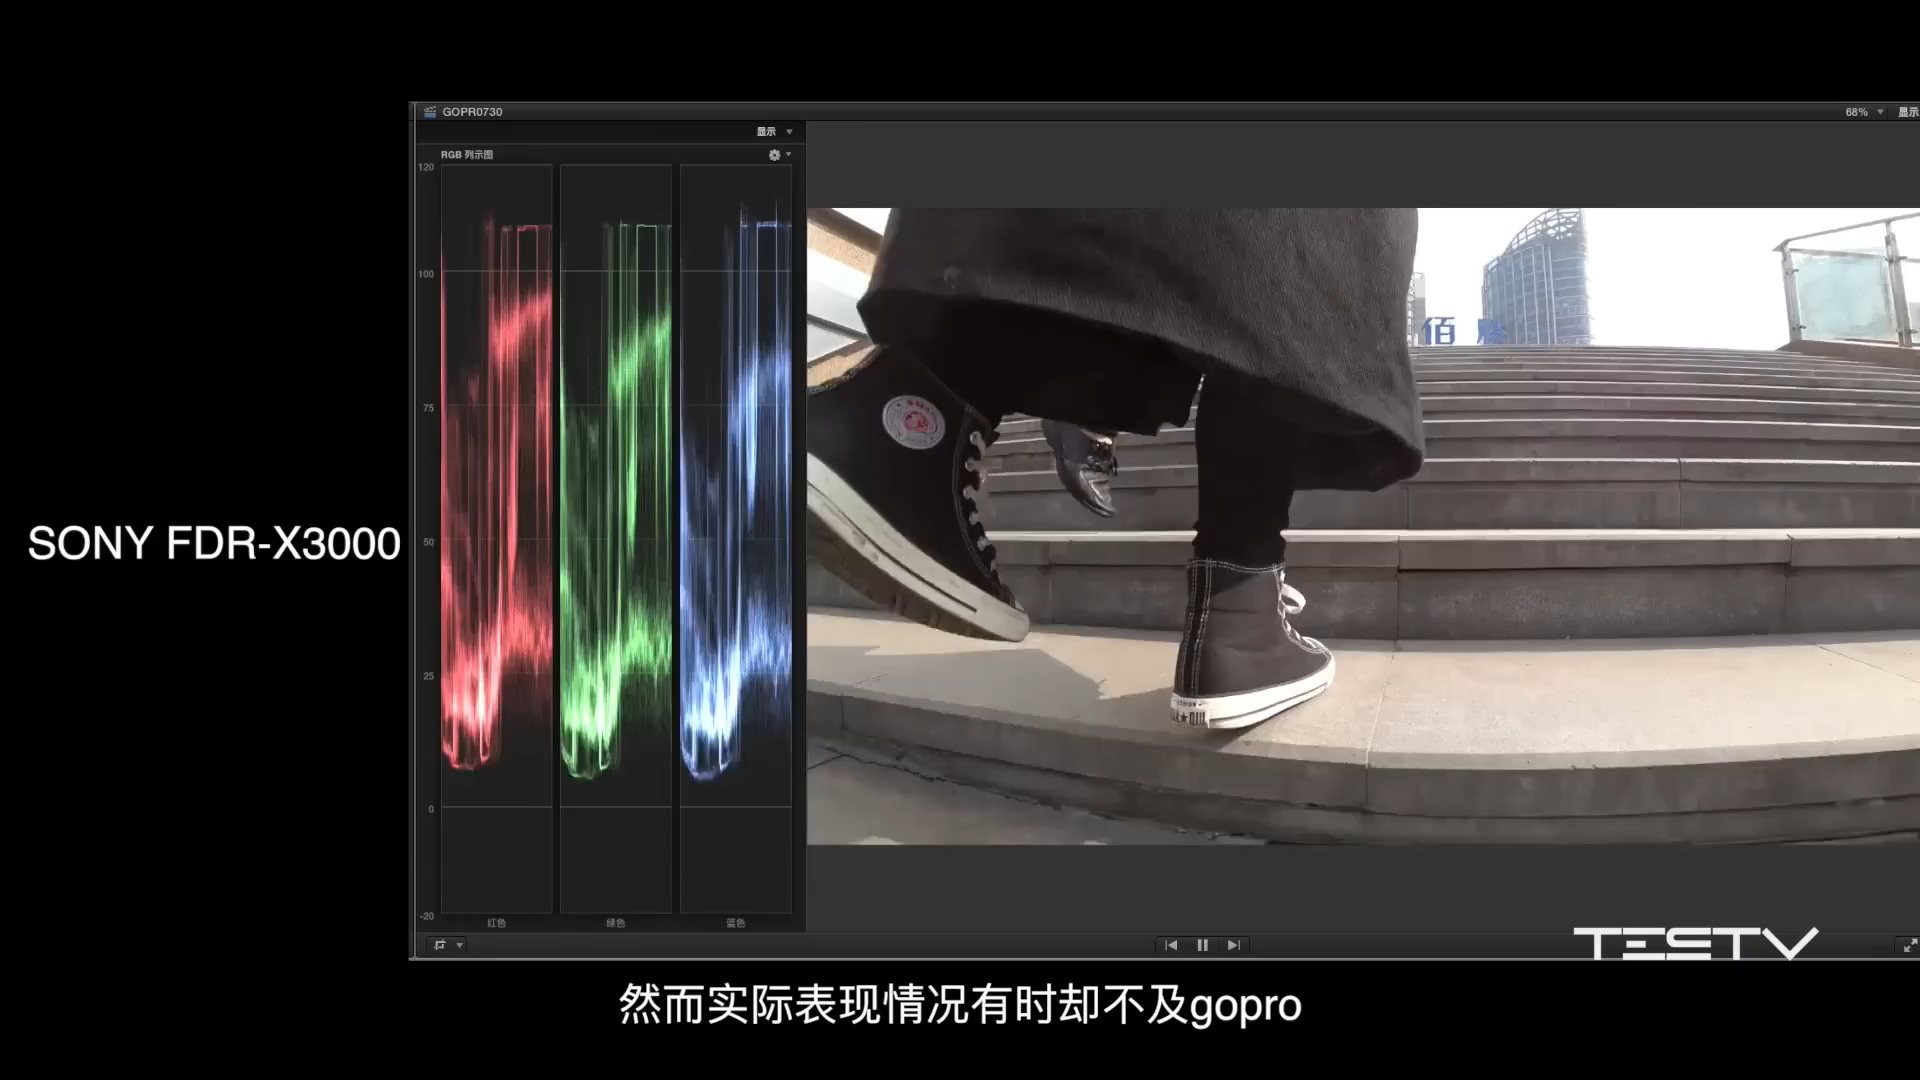 GOPR0730
68%
显示
显示
RGB 列示图
120
100
75
50
25
0
-20
红色
绿色
蓝色
SONY FDR-X3000
佰
TESTV
然而实际表现情况有时却不及gopro